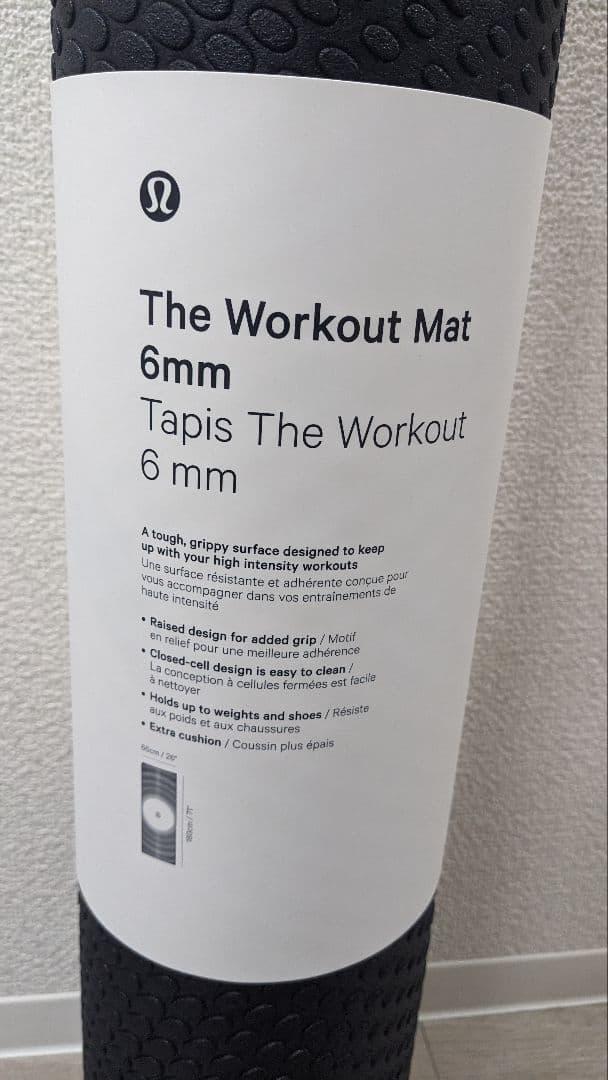 The Workout Mat
6mm
Tapis The Workout
6 mm
A tough, grippy surface designed to keep
up with your high intensity workouts
Une surface résistante et adhérente conçue pour
vous accompagner dans vos entraînements de
haute intensité
• Raised design for added grip / Motif
en relief pour une meilleure adhérence
• Closed-cell design is easy to clean /
La conception à cellules fermées est facile
à nettoyer
• Holds up to weights and shoes / Résiste
aux poids et aux chaussures
• Extra cushion / Coussin plus épais
66cm / 26"
180cm / 71"